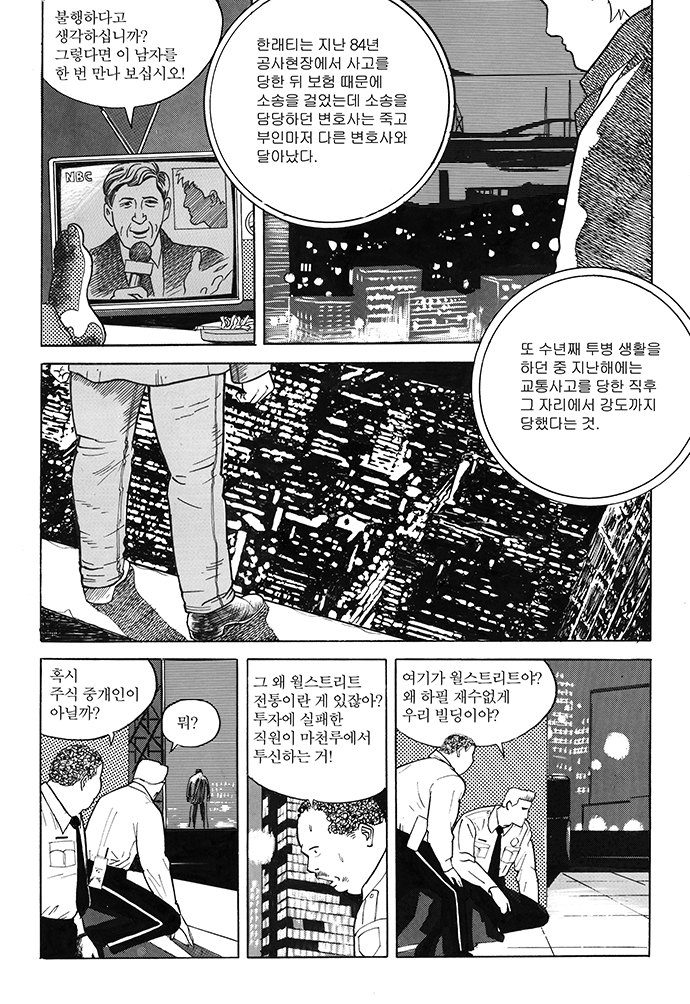 불행하다고
생각하십니까?
그렇다면 이 남자를
한 번 만나 보십시오!
NBC
한래티는 지난 84년
공사현장에서 사고를
당한 뒤 보험 때문에
소송을 걸었는데 소송을
담당하던 변호사는 죽고
부인마저 다른 변호사와
달아났다.
또 수년째 투병 생활을
하던 중 지난해에는
교통사고를 당한 직후
그 자리에서 강도까지
당했다는 것.
혹시
주식 중개인이
아닐까?
뭐?
그 왜 월스트리트
전통이란 게 있잖아?
투자에 실패한
직원이 마천루에서
투신하는 거!
여기가 월스트리트야?
왜 하필 재수없게
우리 빌딩이야?